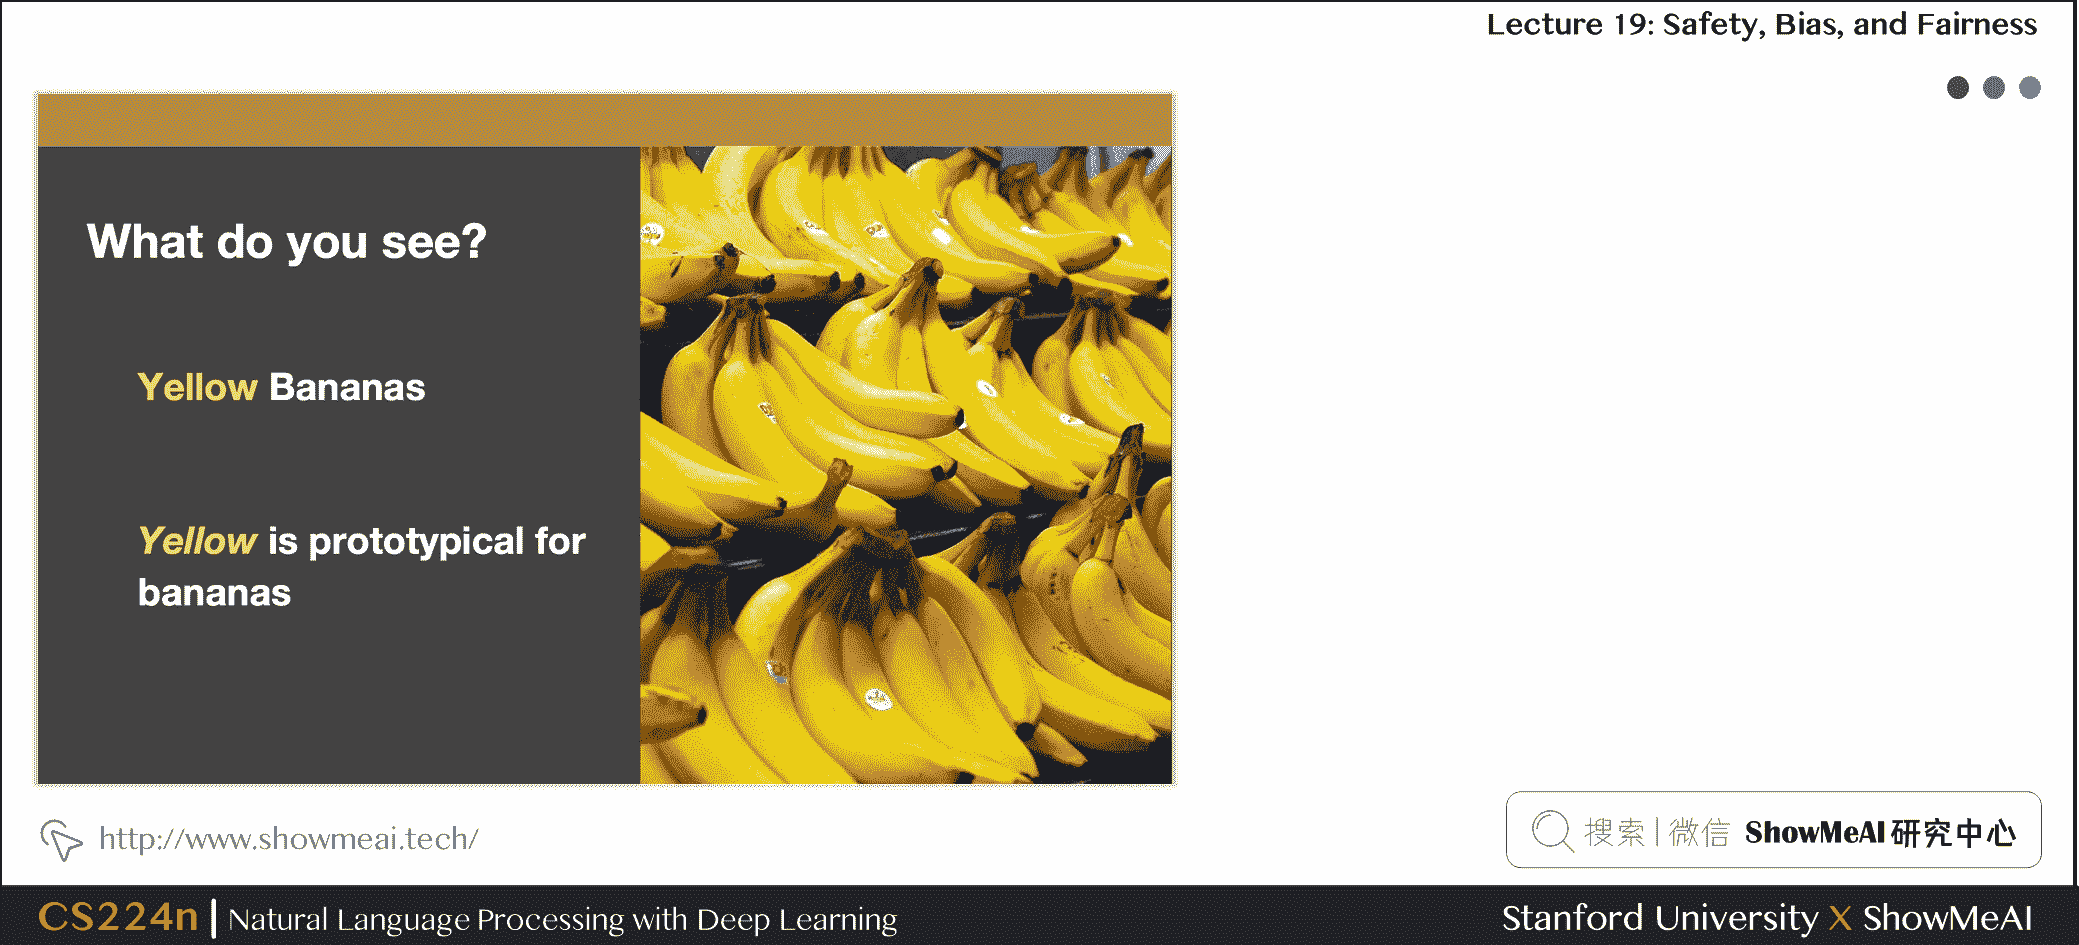 Lecture 19: Safety, Bias, and Fairness
What do you see?
Yellow Bananas
Yellow is prototypical for
bananas
http://www.showmeai.tech/
搜索 | 微信 ShowMeAI 研究中心
CS224n | Natural Language Processing with Deep Learning
Stanford University X ShowMeAI